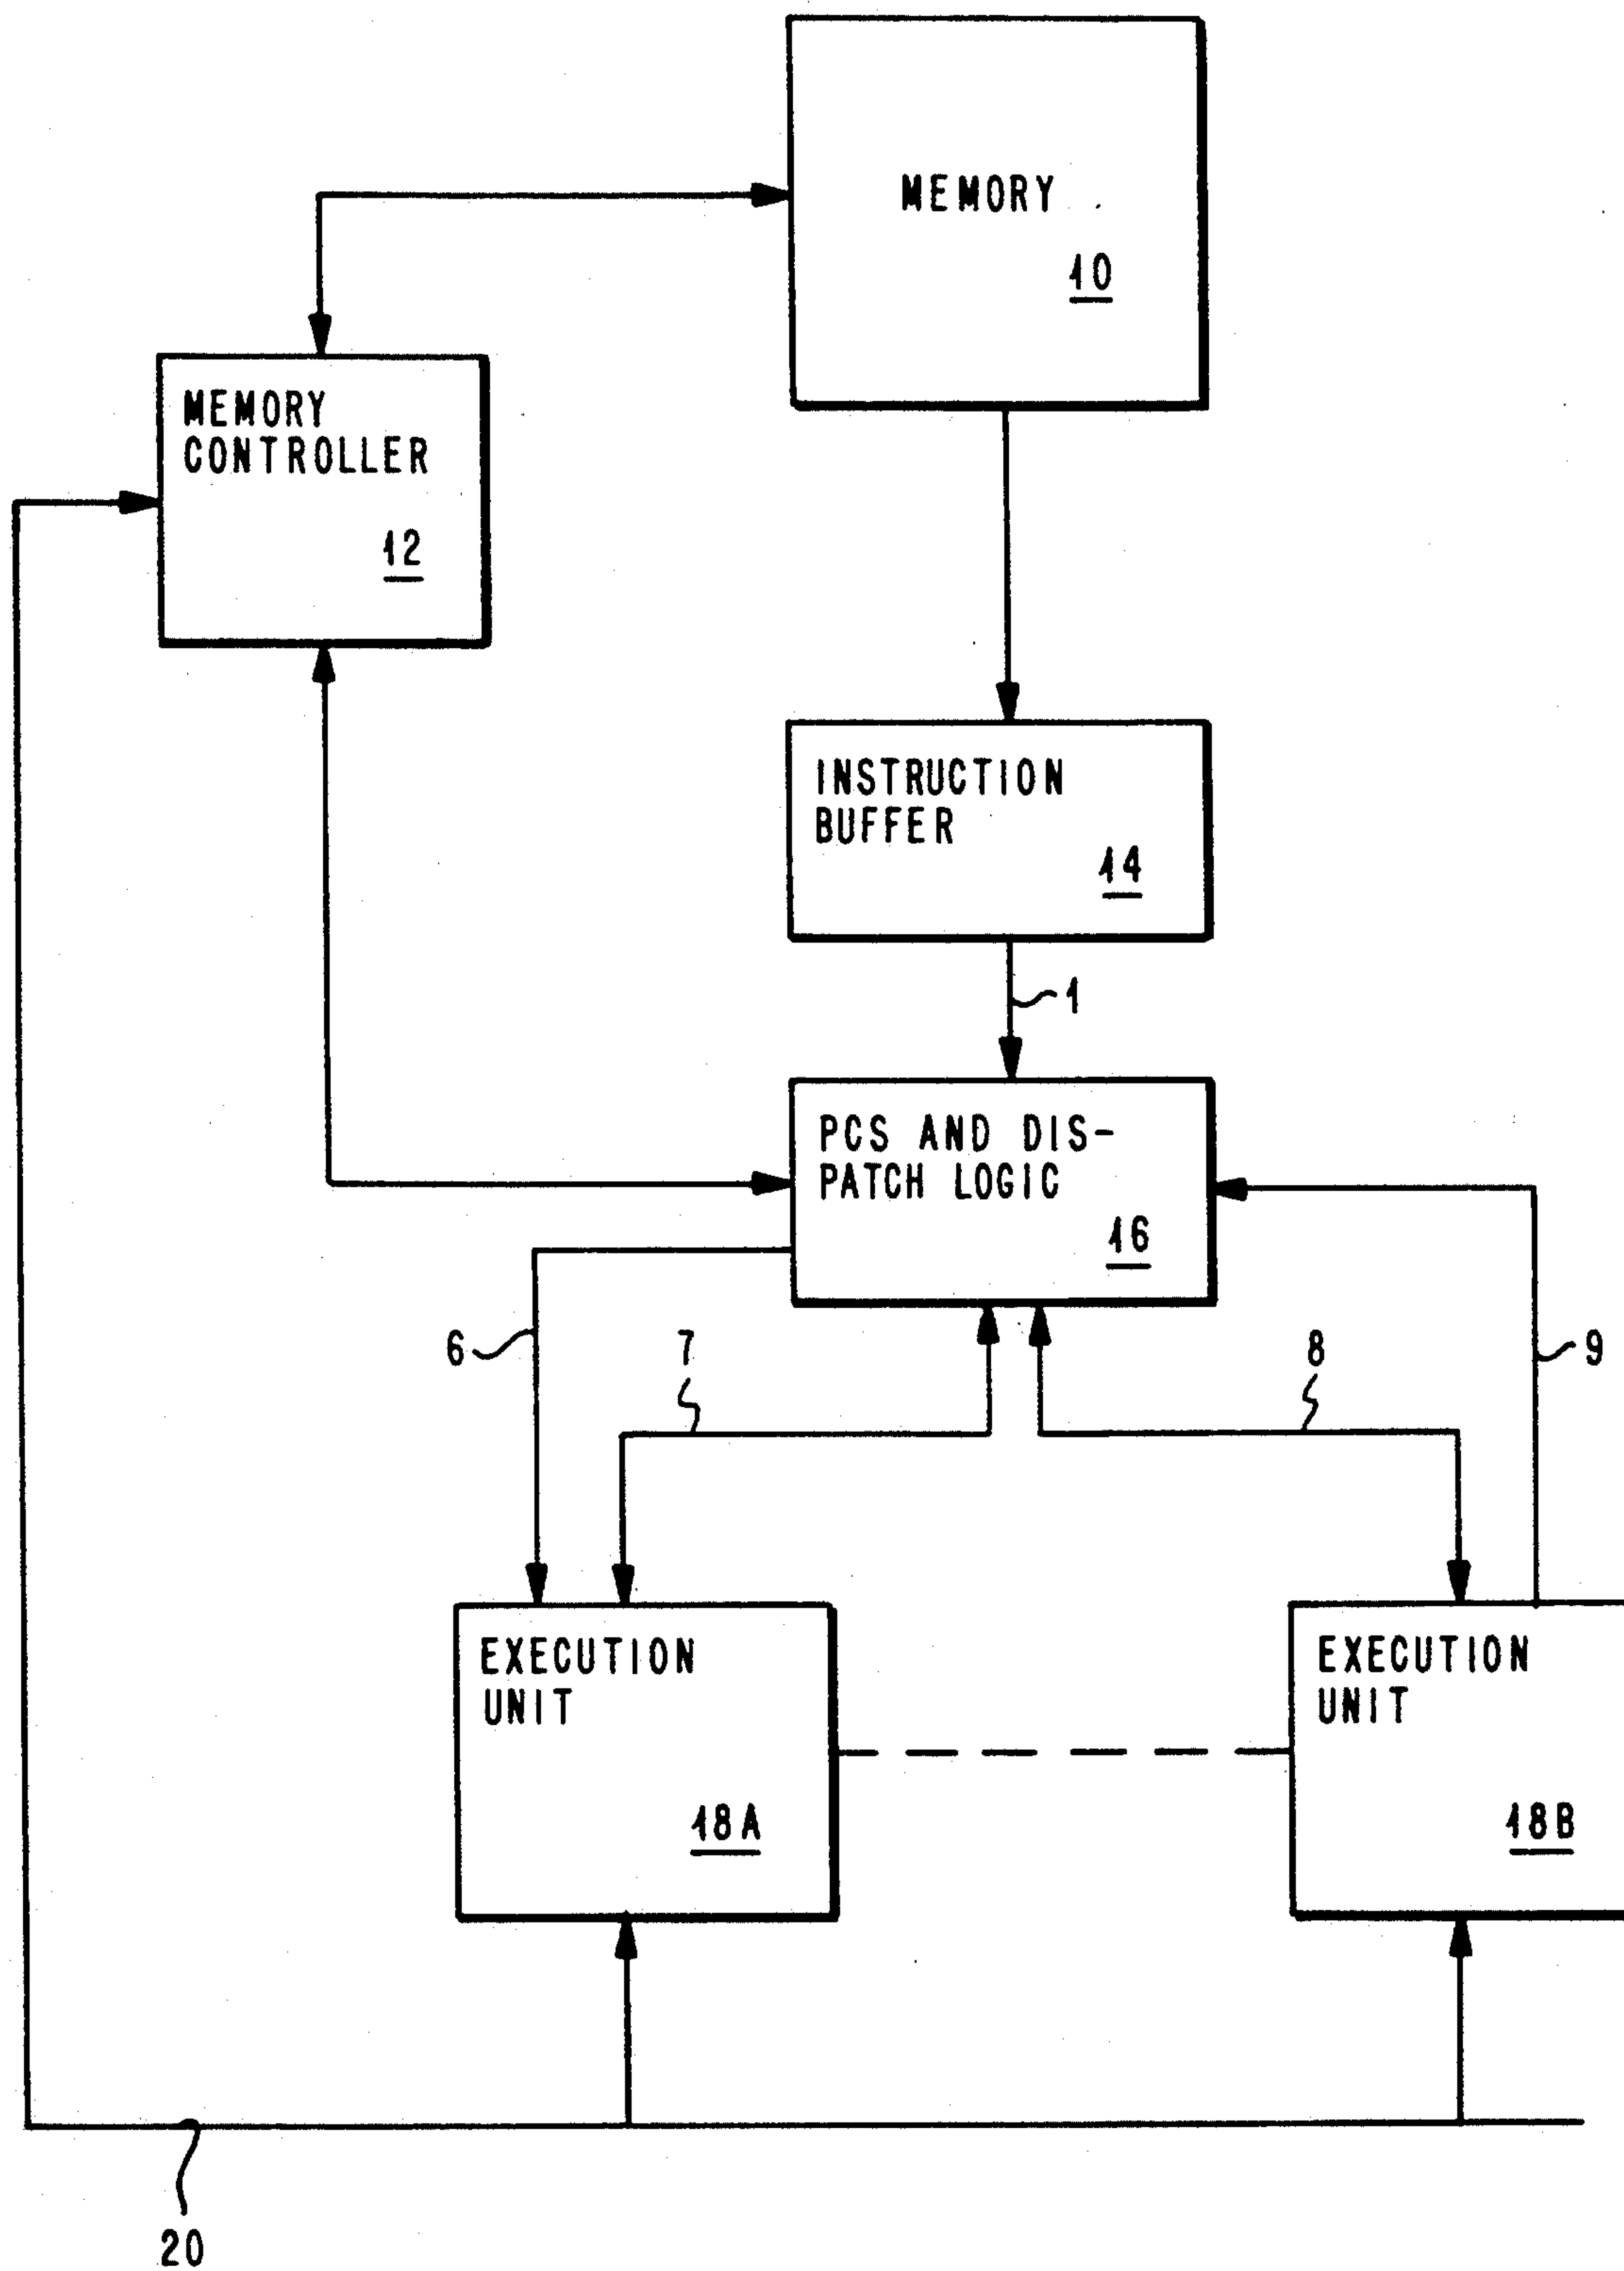 MEMORY
10
MEMORY
CONTROLLER
12
INSTRUCTION
BUFFER
14
1
PCS AND DIS-
PATCH LOGIC
16
6
7
8
9
EXECUTION
UNIT
18A
EXECUTION
UNIT
18B
20